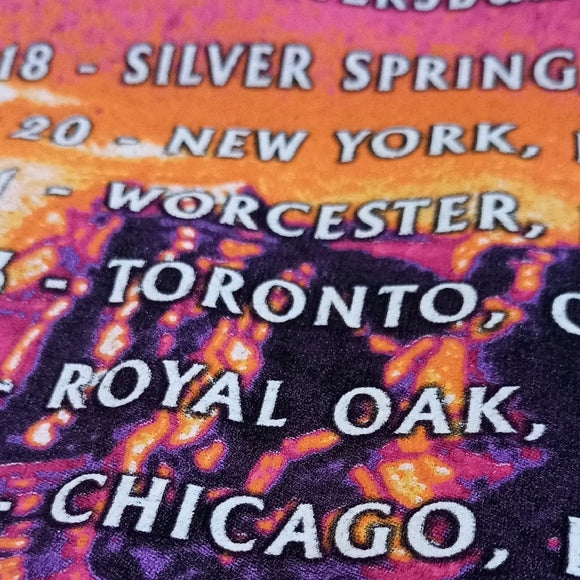 18 - SILVER SPRING
20 - NEW YORK,
- WORCESTER,
- TORONTO,
- ROYAL OAK,
- CHICAGO,